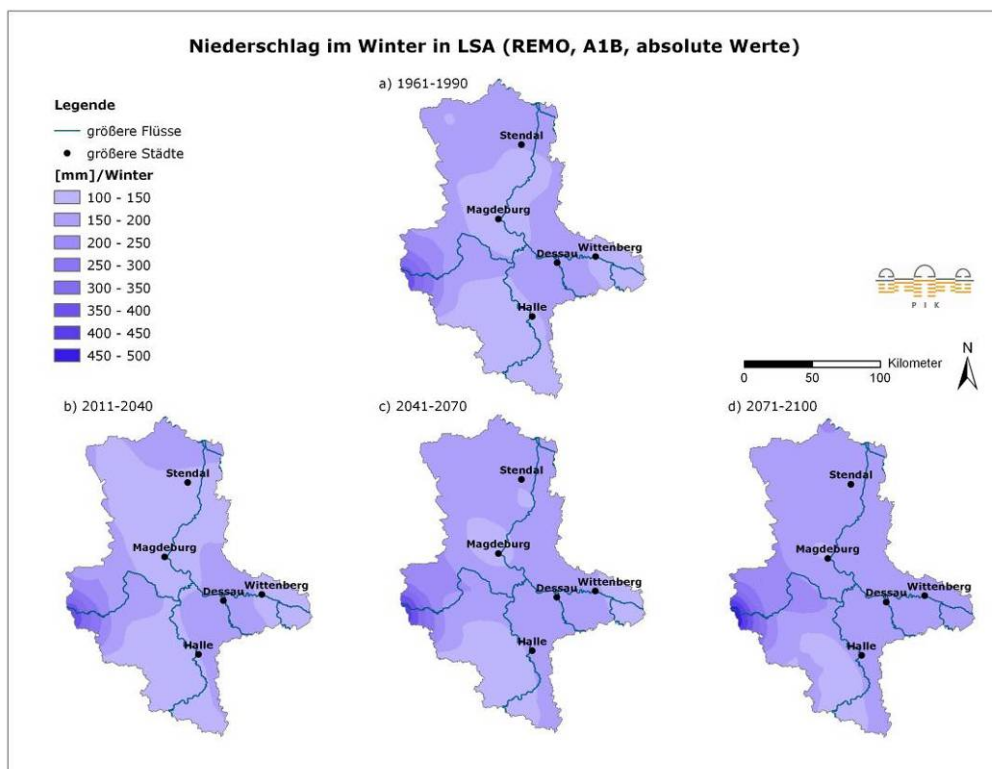 Niederschlag im Winter in LSA (REMO, A1B, absolute Werte)
a) 1961-1990
Legende
größere Flüsse
größere Städte
[mm]/Winter
100 - 150
150 - 200
200 - 250
250 - 300
300 - 350
350 - 400
400 - 450
450 - 500
Stendal
Magdeburg
Dessau
Wittenberg
Halle
P I K
Kilometer
0 50 100
N
b) 2011-2040
Stendal
Magdeburg
Dessau
Wittenberg
Halle
c) 2041-2070
Stendal
Magdeburg
Dessau
Wittenberg
Halle
d) 2071-2100
Stendal
Magdeburg
Dessau
Wittenberg
Halle